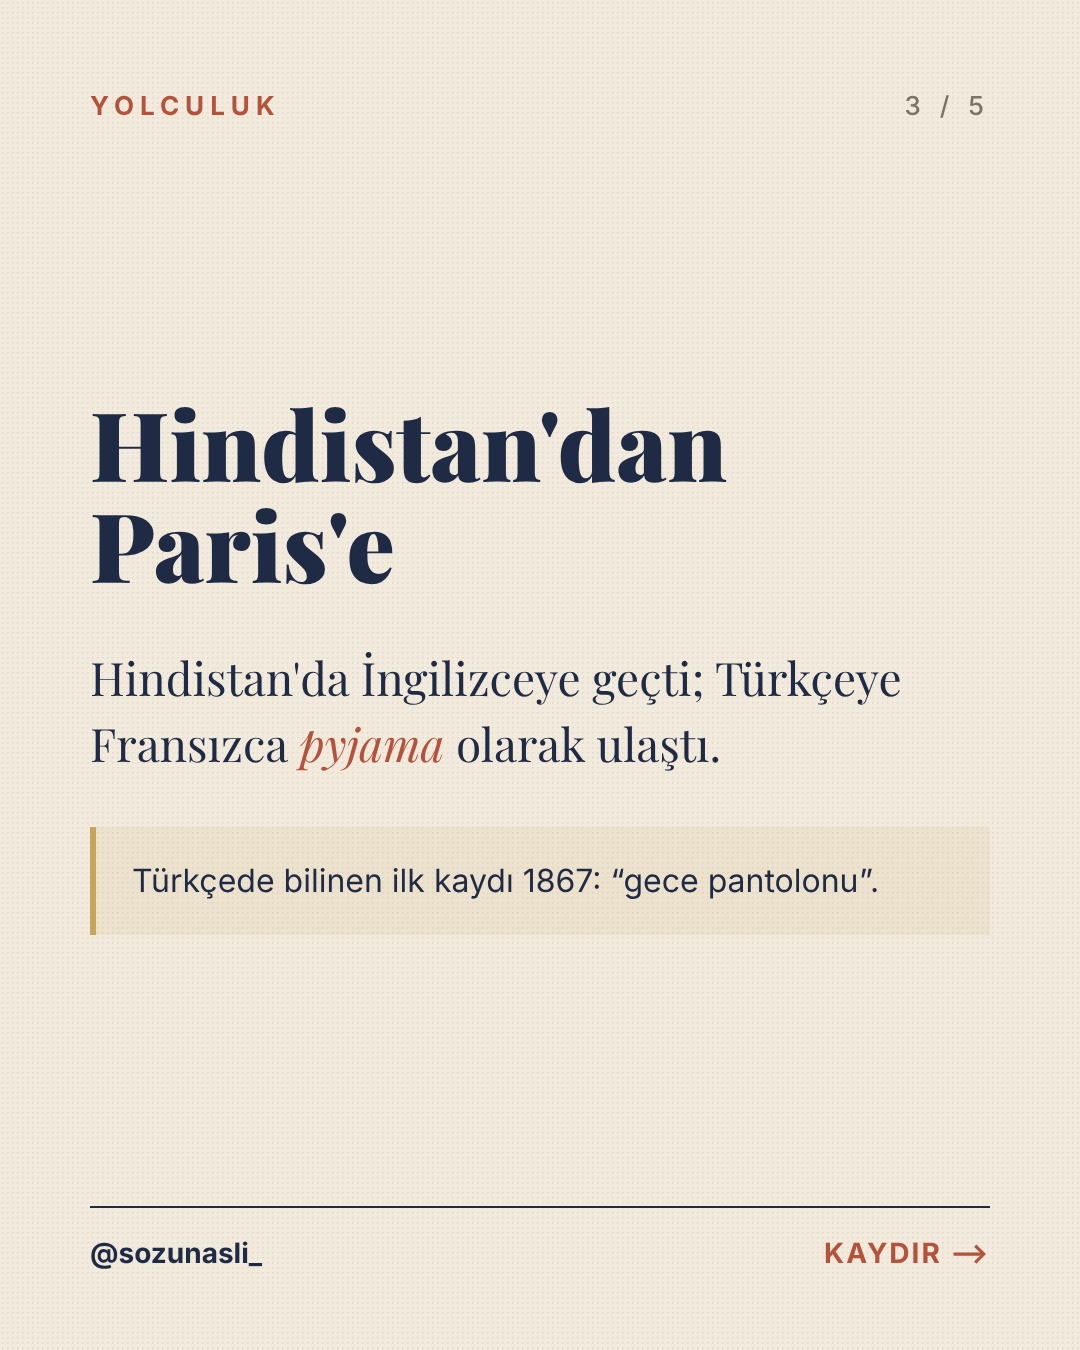 YOLCULUK
3 / 5
Hindistan'dan
Paris'e
Hindistan'da İngilizceye geçti; Türkçeye
Fransızca pyjama olarak ulaştı.
Türkçede bilinen ilk kaydı 1867: “gece pantolonu”.
@sozunasli_
KAYDIR →